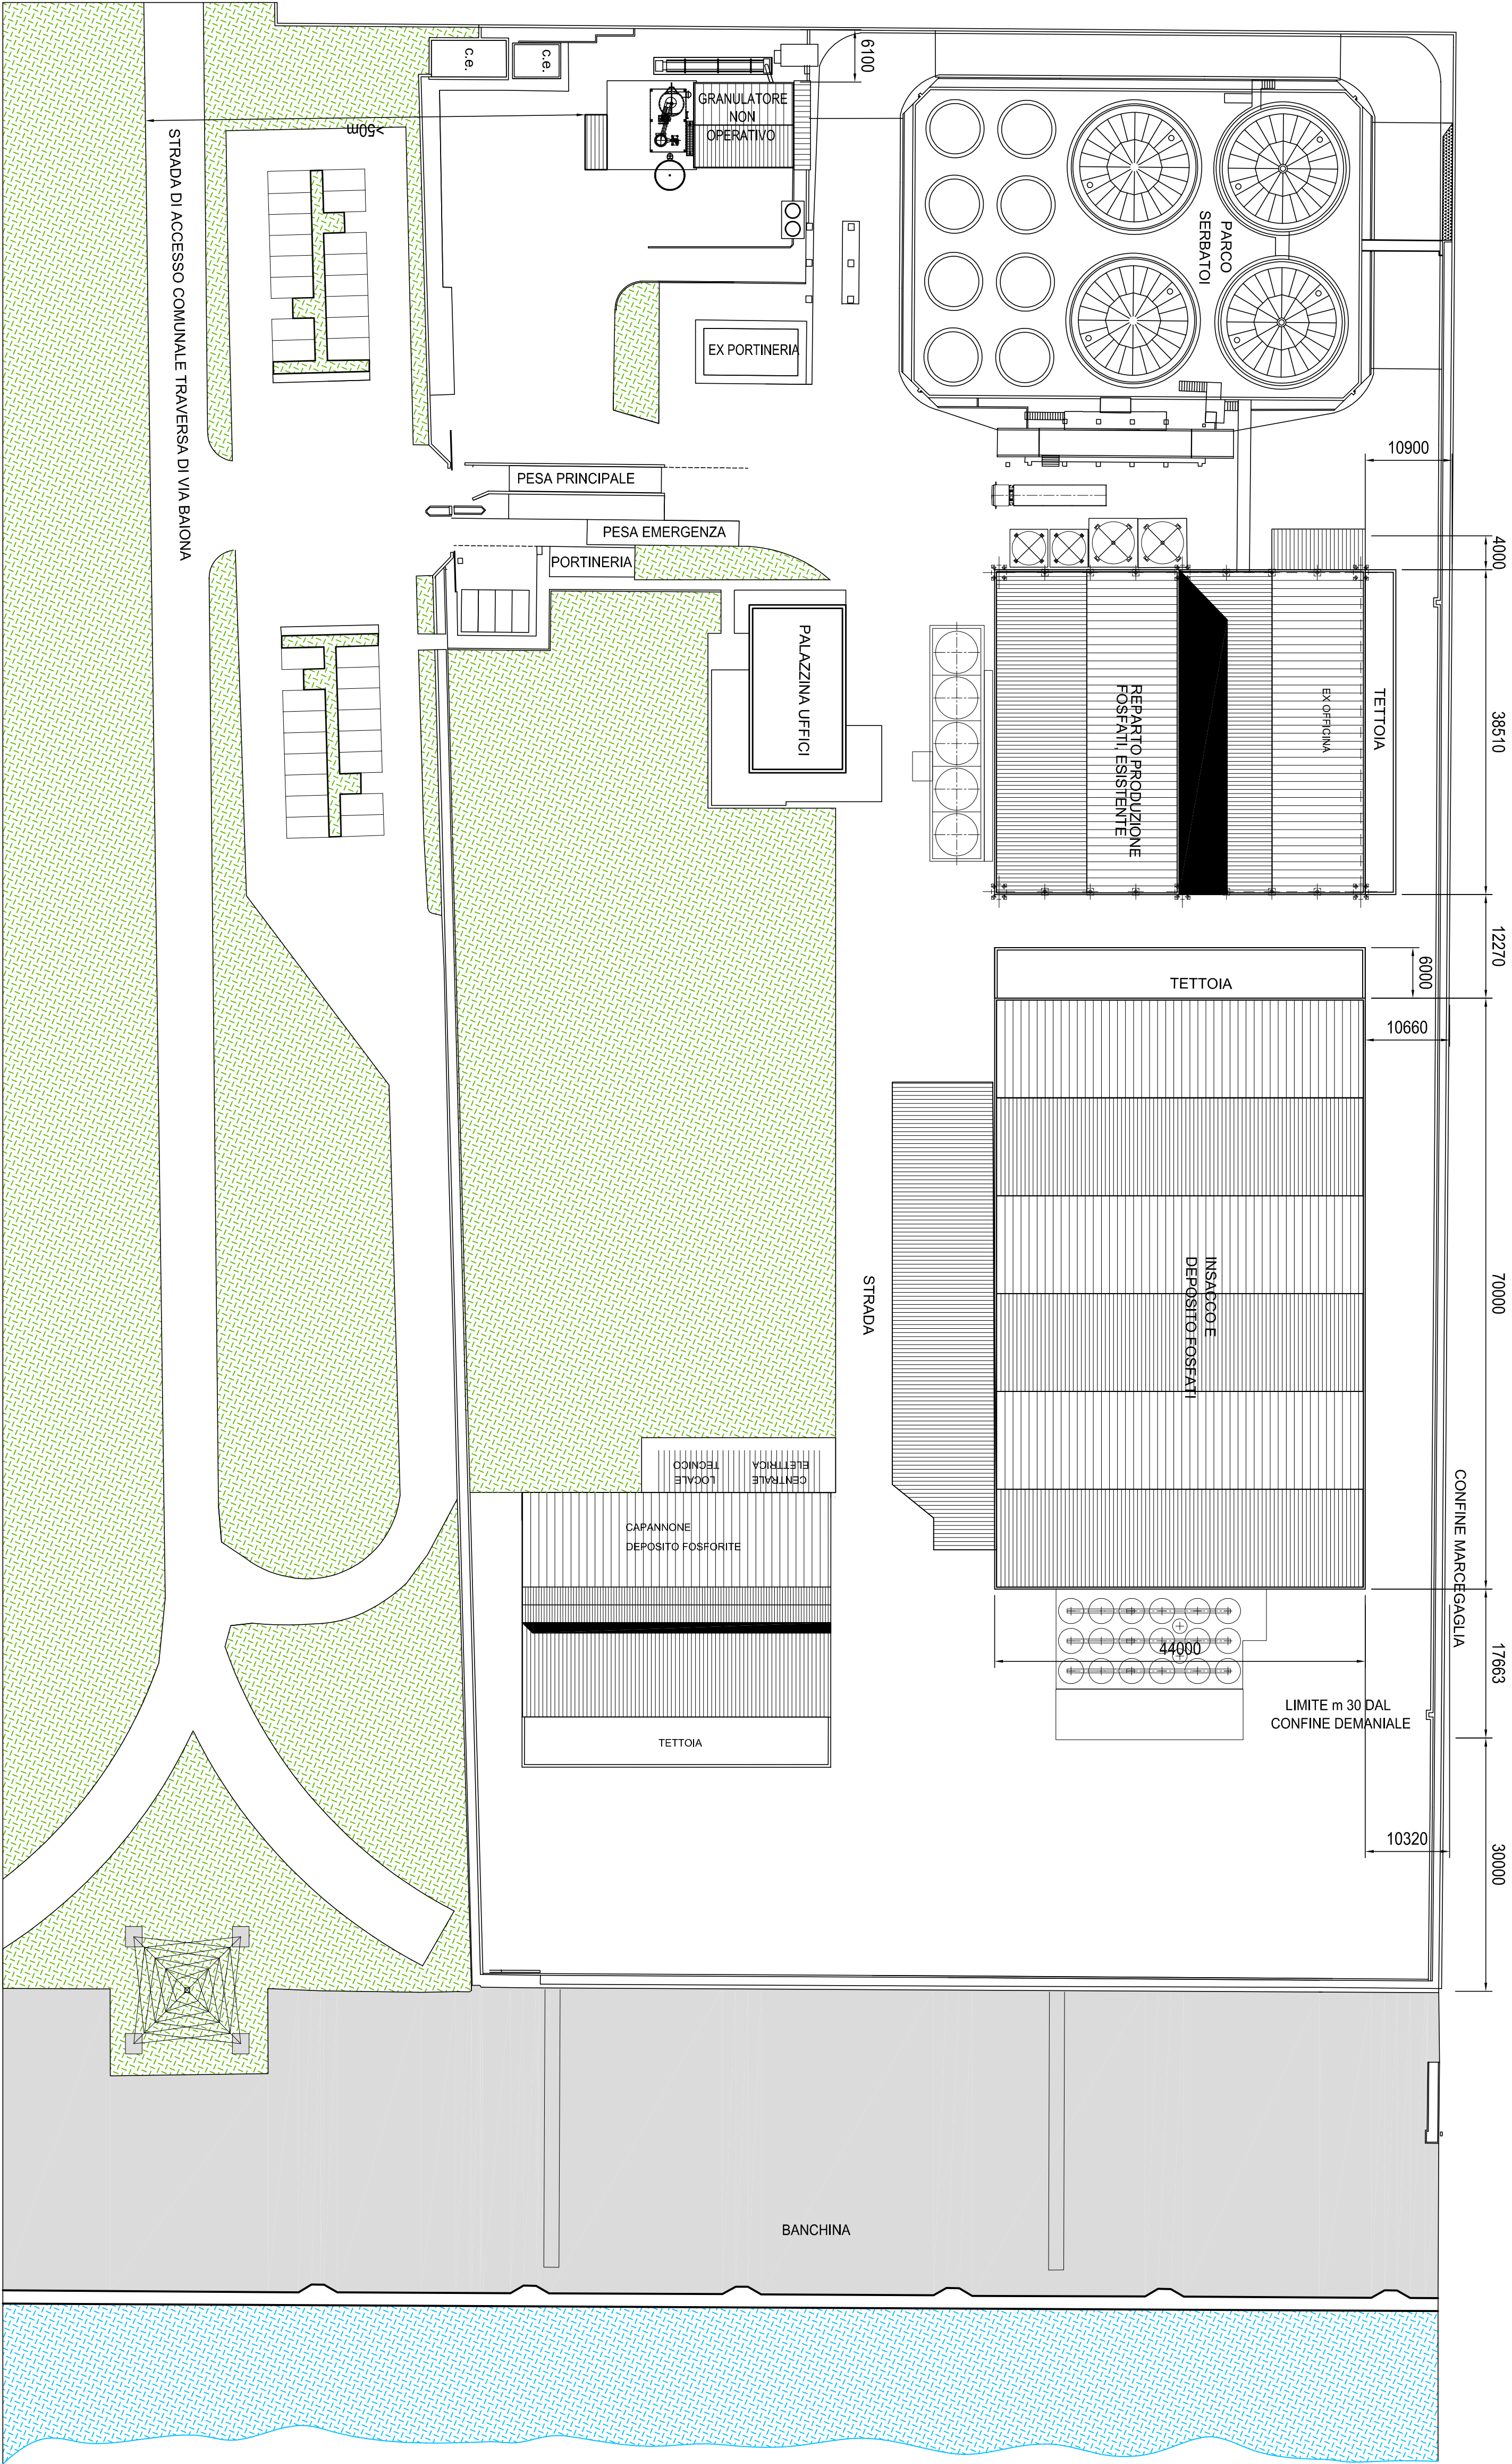 c.e.
c.e.
6100
GRANULATORE
NON
OPERATIVO
>50m
STRADA DI ACCESSO COMUNALE TRAVERSA DI VIA BAIONA
PARCO
SERBATOI
EX PORTINERIA
10900
PESA PRINCIPALE
PESA EMERGENZA
PORTINERIA
4000
38510
TETTOIA
EX OFFICINA
REPARTO PRODUZIONE
FOSFATI, ESISTENTE
PALAZZINA UFFICI
12270
6000
TETTOIA
10660
70000
INSACCO E
DEPOSITO FOSFATI
STRADA
CONFINE MARCEGAGLIA
CENTRALE
ELETTRICA
LOCALE
TECNICO
CAPANNONE
DEPOSITO FOSFORITE
TETTOIA
44000
17663
LIMITE m 30 DAL
CONFINE DEMANIALE
10320
30000
BANCHINA